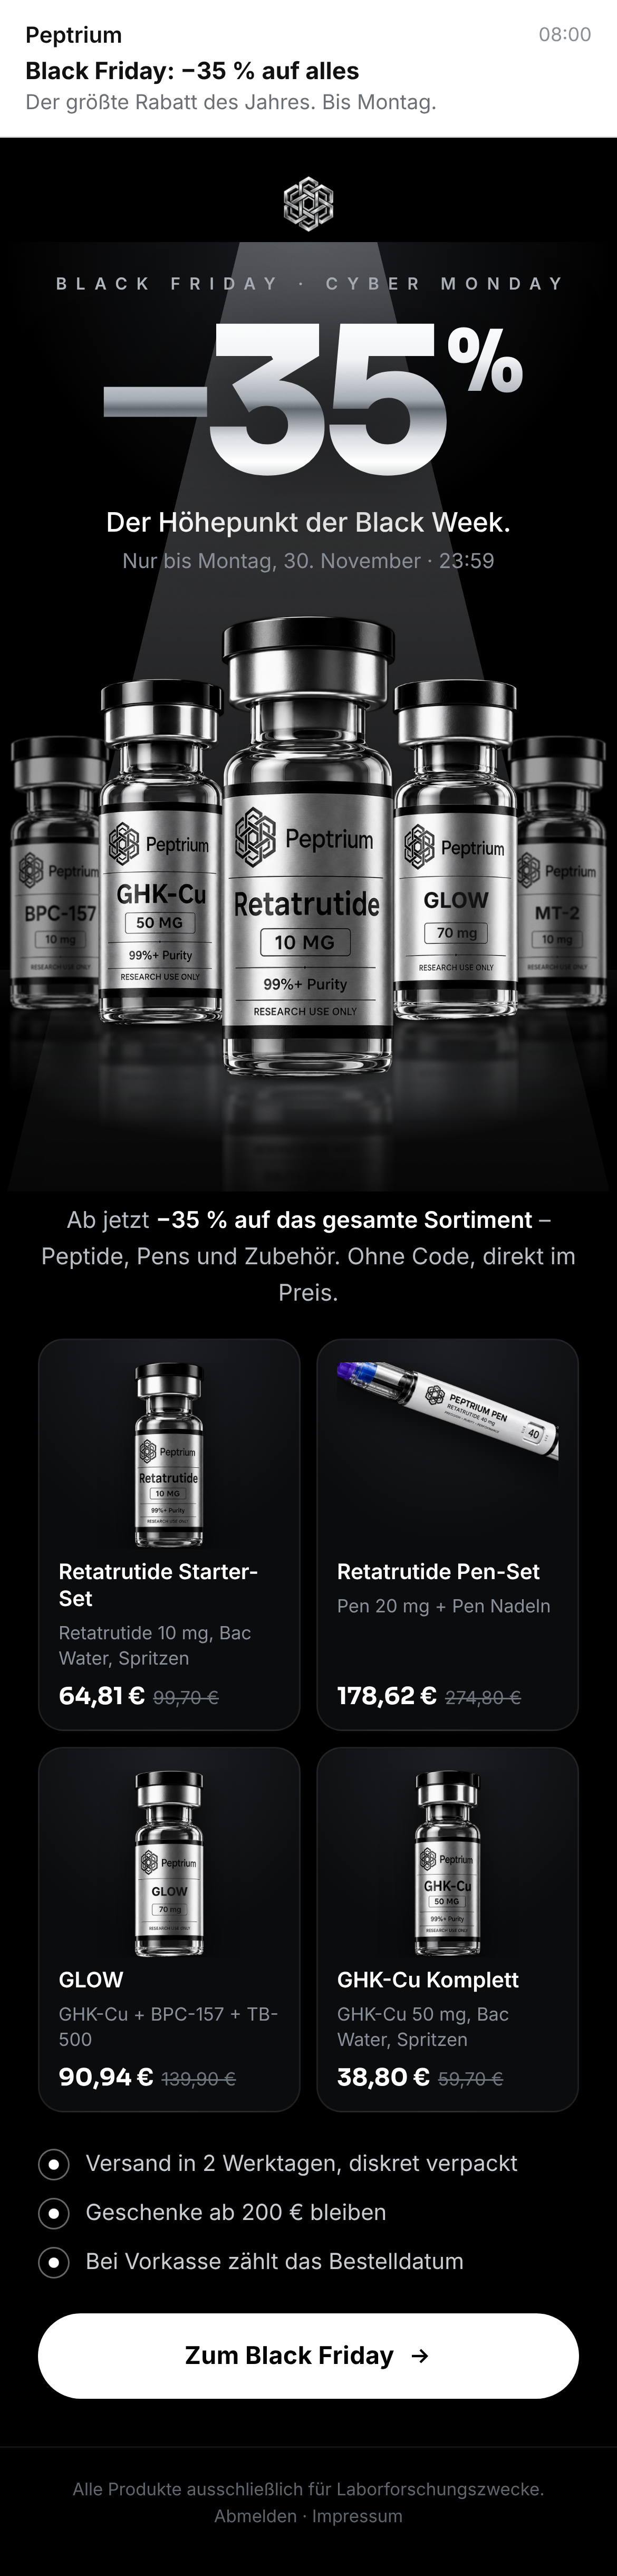 Peptrium
08:00
Black Friday: −35 % auf alles
Der größte Rabatt des Jahres. Bis Montag.
BLACK FRIDAY · CYBER MONDAY
−35%
Der Höhepunkt der Black Week.
Nur bis Montag, 30. November · 23:59
Peptrium
BPC-157
10 mg
RESEARCH USE ONLY
Peptrium
GHK-Cu
50 MG
99%+ Purity
RESEARCH USE ONLY
Peptrium
Retatrutide
10 MG
99%+ Purity
RESEARCH USE ONLY
Peptrium
GLOW
70 mg
RESEARCH USE ONLY
Peptrium
MT-2
10 mg
RESEARCH USE ONLY
Ab jetzt −35 % auf das gesamte Sortiment –
Peptide, Pens und Zubehör. Ohne Code, direkt im
Preis.
Peptrium
Retatrutide
10 MG
99%+ Purity
RESEARCH USE ONLY
Retatrutide Starter-
Set
Retatrutide 10 mg, Bac
Water, Spritzen
64,81 € 99,70 €
PEPTRIUM PEN
RETATRUTIDE 40 mg
40
Retatrutide Pen-Set
Pen 20 mg + Pen Nadeln
178,62 € 274,80 €
Peptrium
GLOW
70 mg
RESEARCH USE ONLY
GLOW
GHK-Cu + BPC-157 + TB-
500
90,94 € 139,90 €
Peptrium
GHK-Cu
50 MG
99%+ Purity
RESEARCH USE ONLY
GHK-Cu Komplett
GHK-Cu 50 mg, Bac
Water, Spritzen
38,80 € 59,70 €
Versand in 2 Werktagen, diskret verpackt
Geschenke ab 200 € bleiben
Bei Vorkasse zählt das Bestelldatum
Zum Black Friday →
Alle Produkte ausschließlich für Laborforschungszwecke.
Abmelden · Impressum